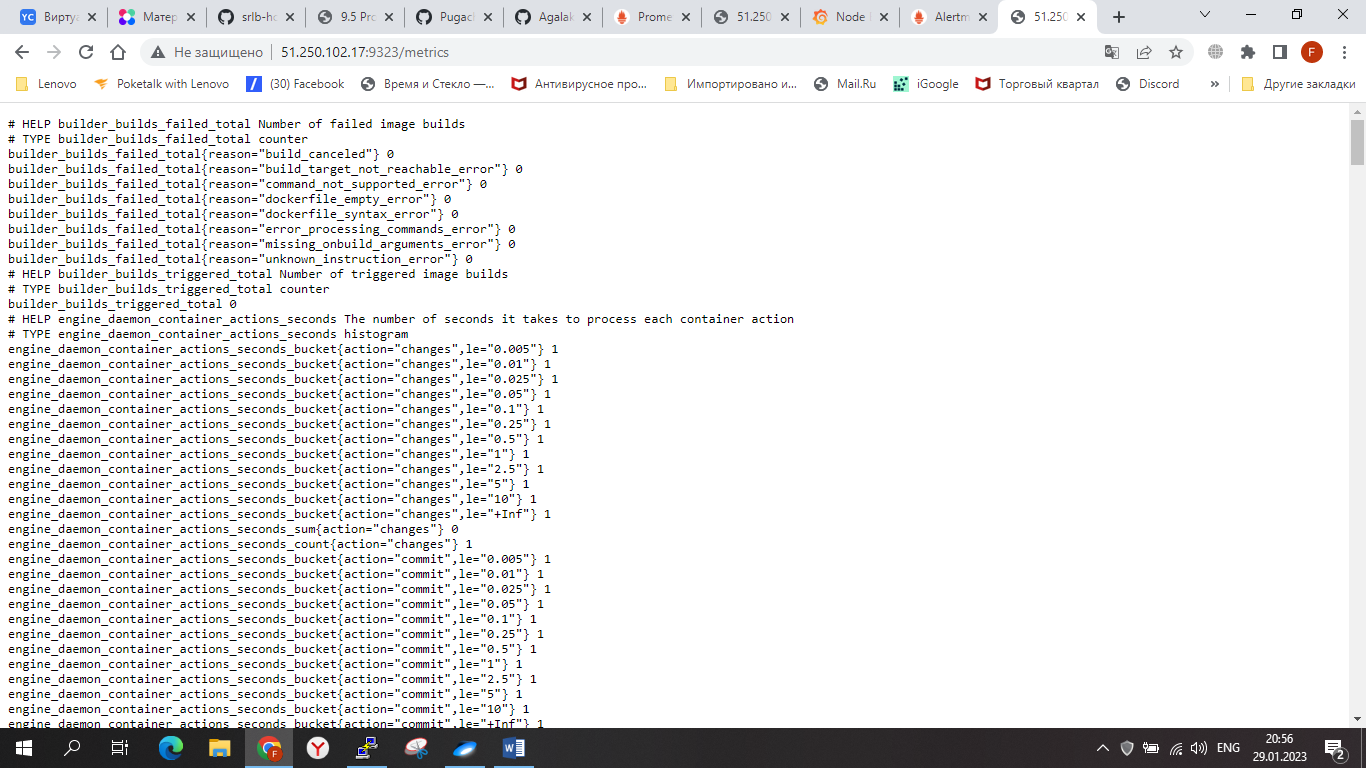 Вирту
Матер
srlb-hc
9.5 Pro
Pugach
Agalak
Prome
51.250
Node
Alertm
51.250
Не защищено
51.250.102.17:9323/metrics
F
Lenovo
Poketalk with Lenovo
(30) Facebook
Время и Стекло —...
Антивирусное про...
Импортировано и...
Mail.Ru
iGoogle
Торговый квартал
Discord
»
Другие закладки
# HELP builder_builds_failed_total Number of failed image builds
# TYPE builder_builds_failed_total counter
builder_builds_failed_total{reason="build_canceled"} 0
builder_builds_failed_total{reason="build_target_not_reachable_error"} 0
builder_builds_failed_total{reason="command_not_supported_error"} 0
builder_builds_failed_total{reason="dockerfile_empty_error"} 0
builder_builds_failed_total{reason="dockerfile_syntax_error"} 0
builder_builds_failed_total{reason="error_processing_commands_error"} 0
builder_builds_failed_total{reason="missing_onbuild_arguments_error"} 0
builder_builds_failed_total{reason="unknown_instruction_error"} 0
# HELP builder_builds_triggered_total Number of triggered image builds
# TYPE builder_builds_triggered_total counter
builder_builds_triggered_total 0
# HELP engine_daemon_container_actions_seconds The number of seconds it takes to process each container action
# TYPE engine_daemon_container_actions_seconds histogram
engine_daemon_container_actions_seconds_bucket{action="changes",le="0.005"} 1
engine_daemon_container_actions_seconds_bucket{action="changes",le="0.01"} 1
engine_daemon_container_actions_seconds_bucket{action="changes",le="0.025"} 1
engine_daemon_container_actions_seconds_bucket{action="changes",le="0.05"} 1
engine_daemon_container_actions_seconds_bucket{action="changes",le="0.1"} 1
engine_daemon_container_actions_seconds_bucket{action="changes",le="0.25"} 1
engine_daemon_container_actions_seconds_bucket{action="changes",le="0.5"} 1
engine_daemon_container_actions_seconds_bucket{action="changes",le="1"} 1
engine_daemon_container_actions_seconds_bucket{action="changes",le="2.5"} 1
engine_daemon_container_actions_seconds_bucket{action="changes",le="5"} 1
engine_daemon_container_actions_seconds_bucket{action="changes",le="10"} 1
engine_daemon_container_actions_seconds_bucket{action="changes",le="+Inf"} 1
engine_daemon_container_actions_seconds_sum{action="changes"} 0
engine_daemon_container_actions_seconds_count{action="changes"} 1
engine_daemon_container_actions_seconds_bucket{action="commit",le="0.005"} 1
engine_daemon_container_actions_seconds_bucket{action="commit",le="0.01"} 1
engine_daemon_container_actions_seconds_bucket{action="commit",le="0.025"} 1
engine_daemon_container_actions_seconds_bucket{action="commit",le="0.05"} 1
engine_daemon_container_actions_seconds_bucket{action="commit",le="0.1"} 1
engine_daemon_container_actions_seconds_bucket{action="commit",le="0.25"} 1
engine_daemon_container_actions_seconds_bucket{action="commit",le="0.5"} 1
engine_daemon_container_actions_seconds_bucket{action="commit",le="1"} 1
engine_daemon_container_actions_seconds_bucket{action="commit",le="2.5"} 1
engine_daemon_container_actions_seconds_bucket{action="commit",le="5"} 1
engine_daemon_container_actions_seconds_bucket{action="commit",le="10"} 1
engine_daemon_container_actions_seconds_bucket{action="commit",le="+Inf"} 1
ENG
20:56
29.01.2023
2